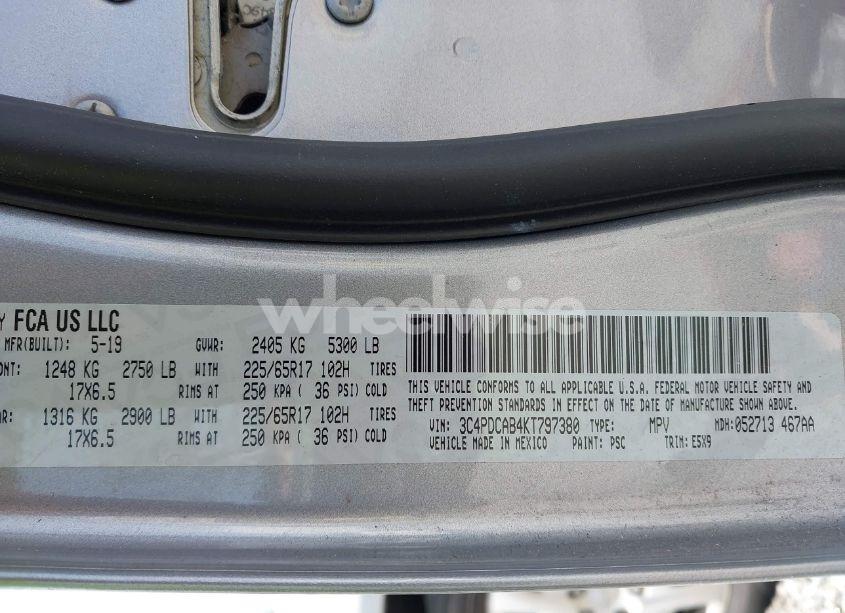 wheelwise
FCA US LLC
MFR(BUILT): 5-19 GVWR: 2405 KG 5300 LB
1248 KG 2750 LB WITH 225/65R17 102H TIRES
17X6.5 RIMS AT 250 KPA ( 36 PSI) COLD
1316 KG 2900 LB WITH 225/65R17 102H TIRES
17X6.5 RIMS AT 250 KPA ( 36 PSI) COLD
THIS VEHICLE CONFORMS TO ALL APPLICABLE U.S.A. FEDERAL MOTOR VEHICLE SAFETY AND
THEFT PREVENTION STANDARDS IN EFFECT ON THE DATE OF MANUFACTURE SHOWN ABOVE.
VIN: 3C4PDCAB4KT797380 TYPE: MPV MDH: 052713 467AA
VEHICLE MADE IN MEXICO PAINT: PSC TRIM: E5X9